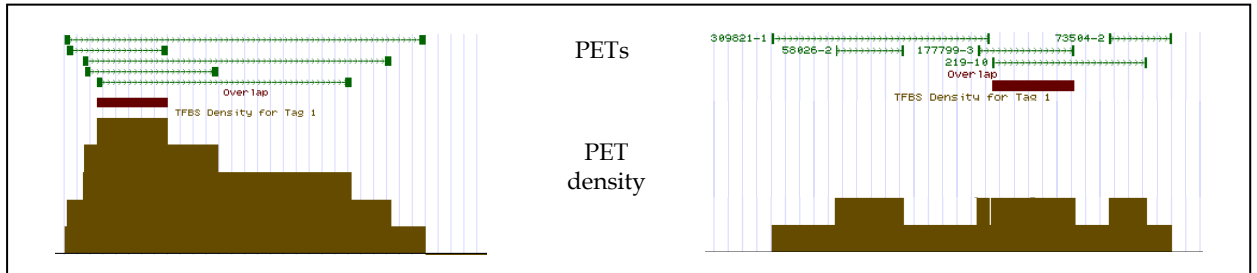 Overlap
TFBS Density for Tag 1
PETs
PET
density
309821-1
73504-2
58026-2
177799-3
219-10
Overlap
TFBS Density for Tag 1